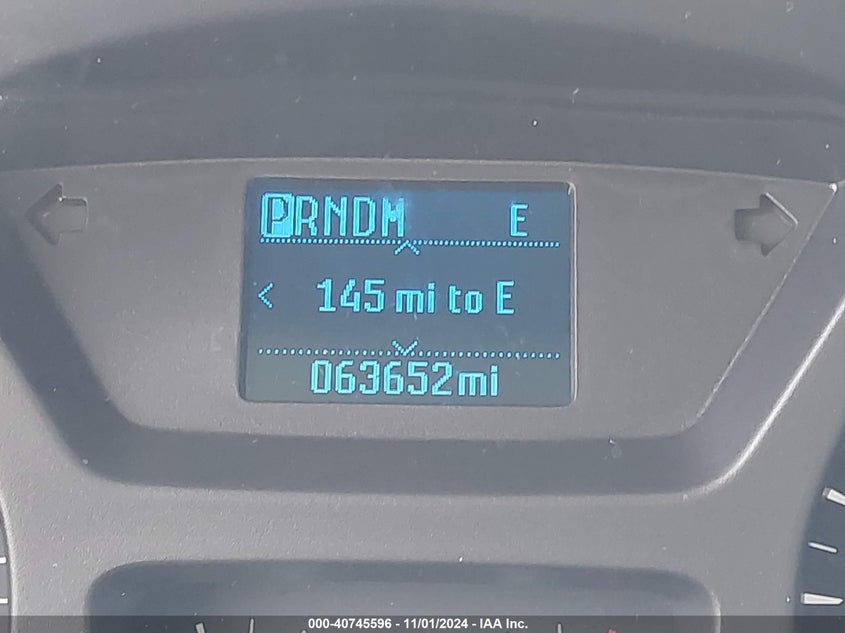 PRNDM E
< 145 mi to E
063652mi
000-40745596 - 11/01/2024 - IAA Inc.